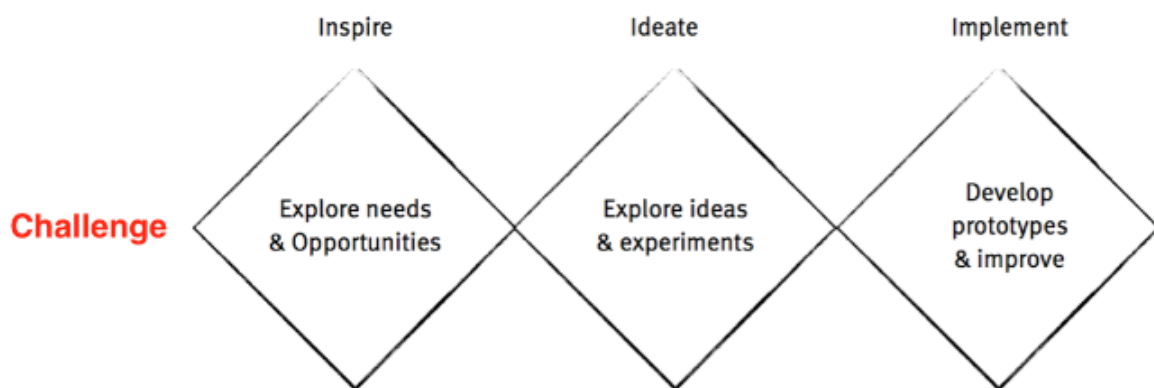 Inspire
Ideate
Implement
Challenge
Explore needs
& Opportunities
Explore ideas
& experiments
Develop
prototypes
& improve